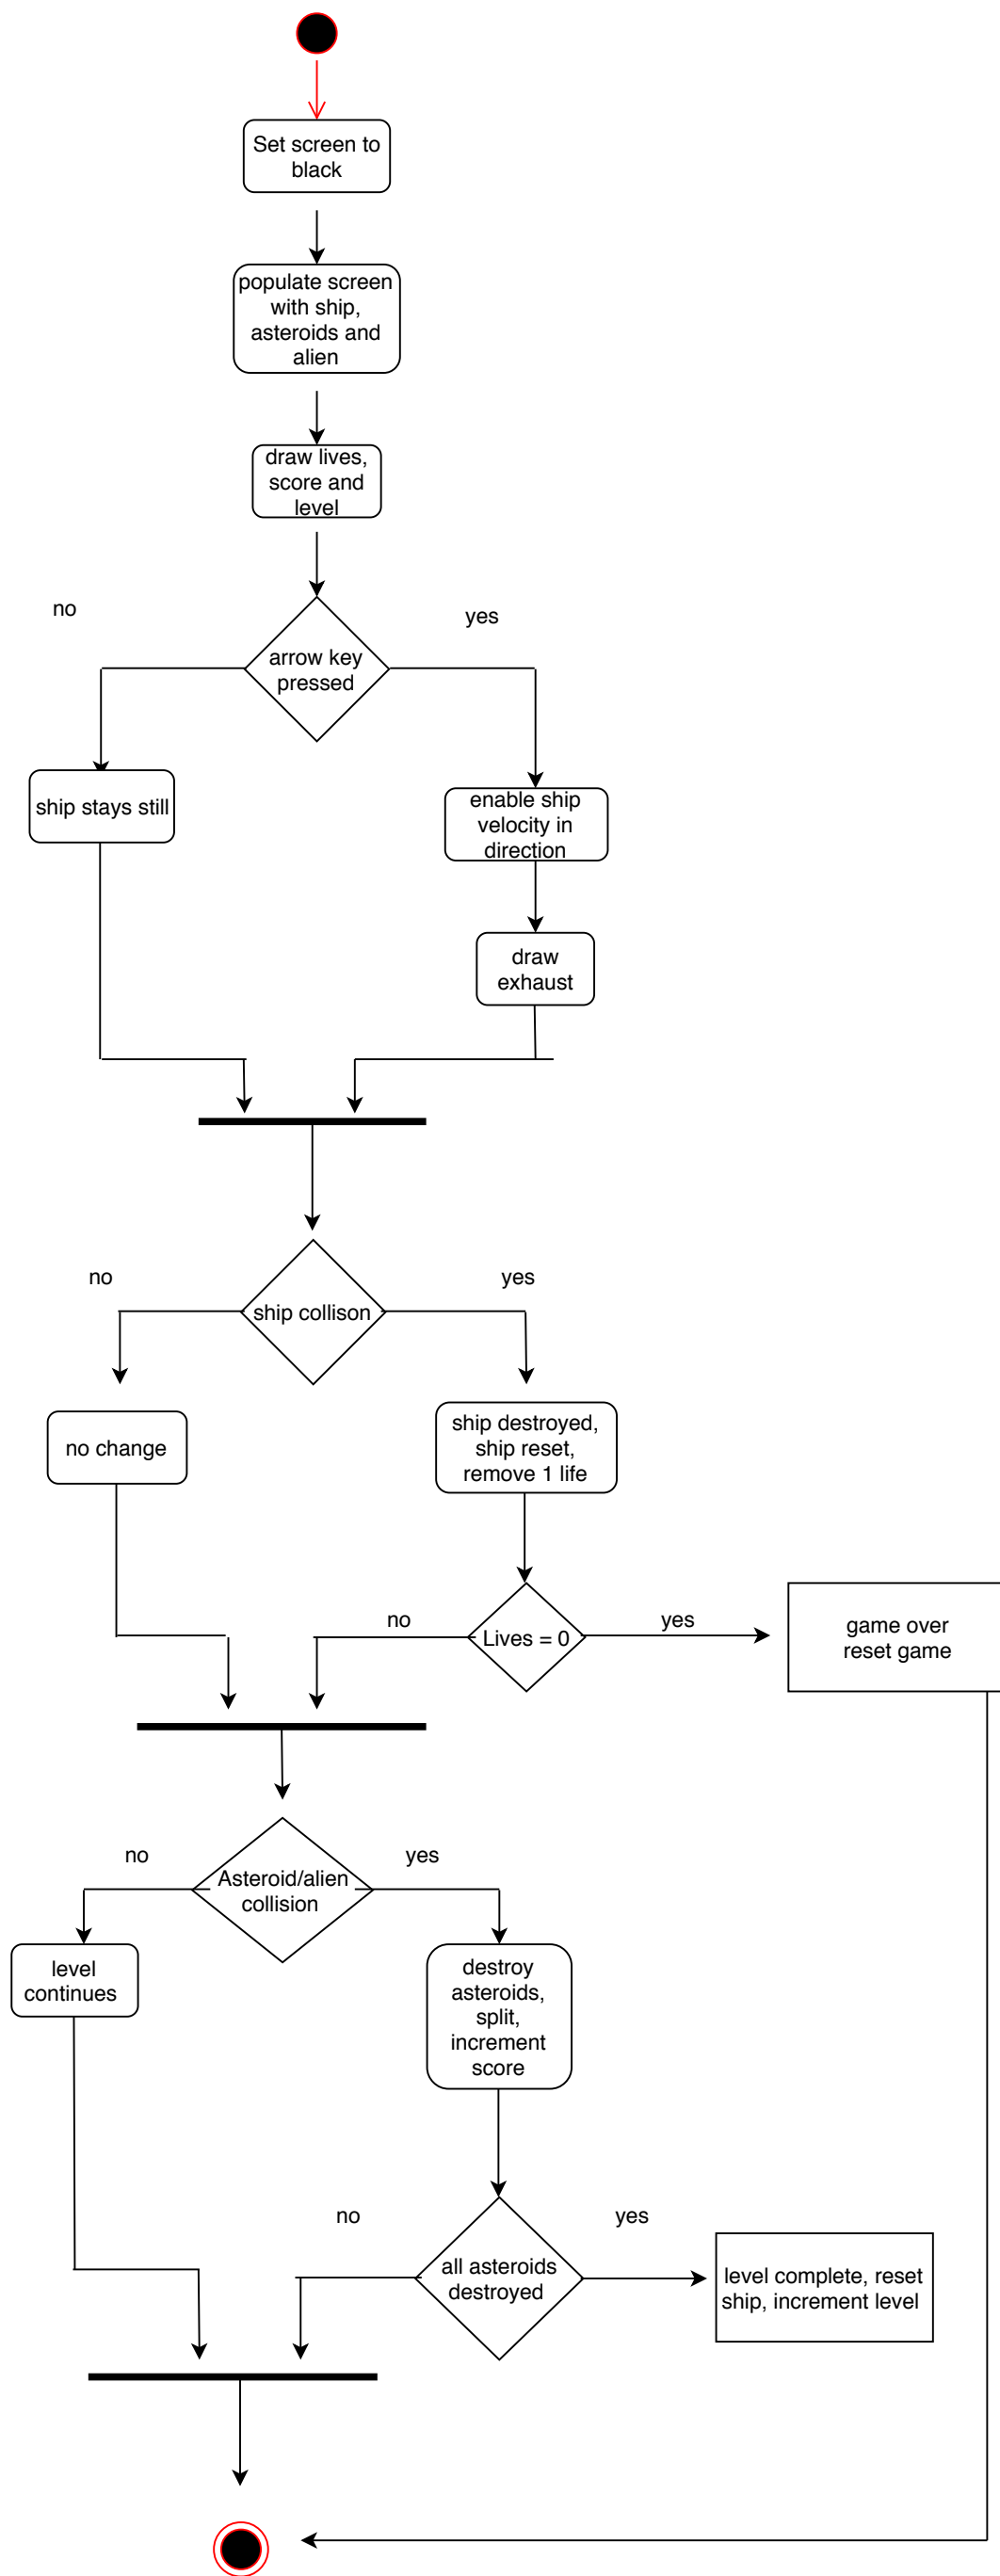 Set screen to
black
populate screen
with ship,
asteroids and
alien
draw lives,
score and
level
no
yes
arrow key
pressed
ship stays still
enable ship
velocity in
direction
draw
exhaust
no
yes
ship collison
no change
ship destroyed,
ship reset,
remove 1 life
no
Lives = 0
yes
game over
reset game
no
yes
Asteroid/alien
collision
level
continues
destroy
asteroids,
split,
increment
score
no
yes
all asteroids
destroyed
level complete, reset
ship, increment level